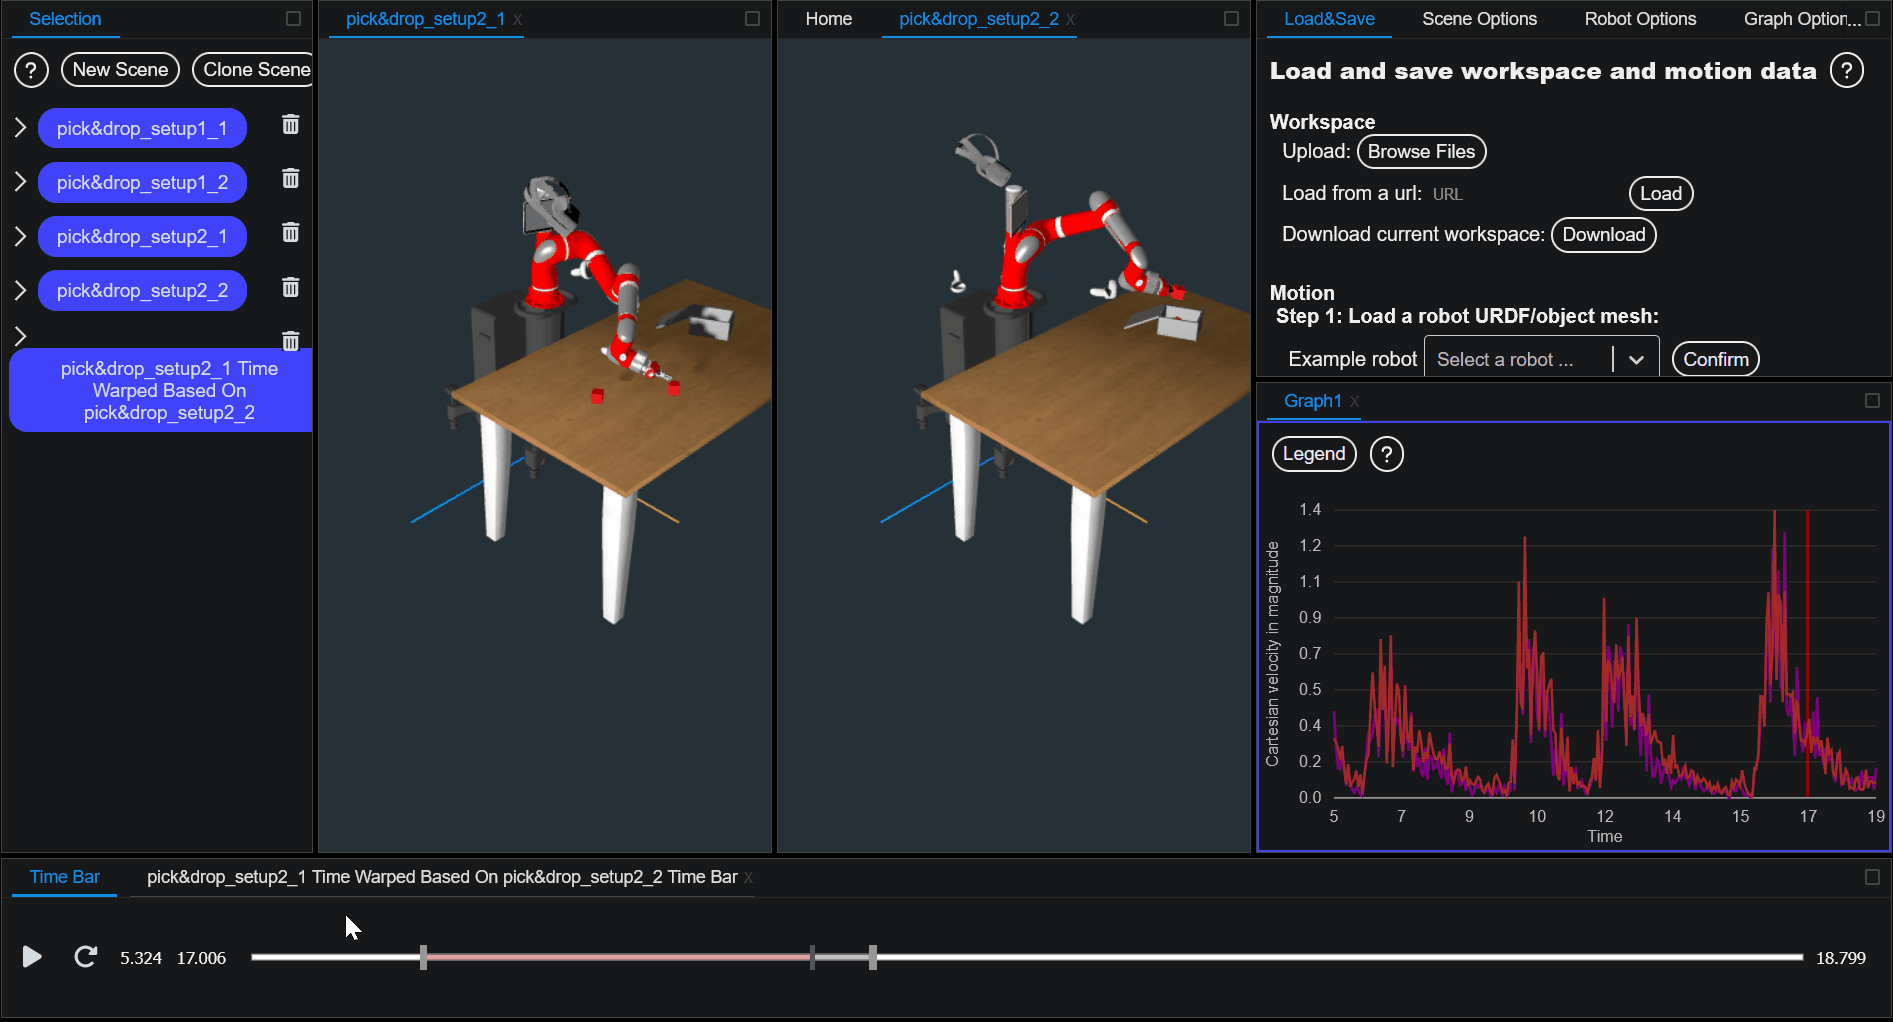 Selection
pick&drop_setup2_1 x
Home pick&drop_setup2_2 x
Load&Save Scene Options Robot Options Graph Option...
? New Scene Clone Scene
pick&drop_setup1_1
pick&drop_setup1_2
pick&drop_setup2_1
pick&drop_setup2_2
pick&drop_setup2_1 Time
Warped Based On
pick&drop_setup2_2
Load and save workspace and motion data ?
Workspace
Upload: Browse Files
Load from a url: URL Load
Download current workspace: Download
Motion
Step 1: Load a robot URDF/object mesh:
Example robot Select a robot ... Confirm
Graph1 x
Legend ?
Cartesian velocity in magnitude
1.4
1.2
1.1
0.9
0.7
0.5
0.4
0.2
0.0
5 7 9 10 12 14 15 17 19
Time
Time Bar pick&drop_setup2_1 Time Warped Based On pick&drop_setup2_2 Time Bar x
5.324 17.006 18.799